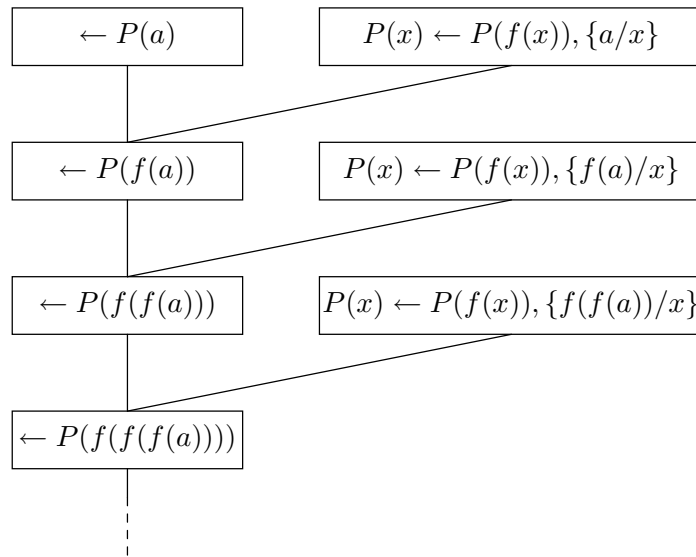 ← P(a)
P(x) ← P(f(x)), {a/x}
← P(f(a))
P(x) ← P(f(x)), {f(a)/x}
← P(f(f(a)))
P(x) ← P(f(x)), {f(f(a))/x}
← P(f(f(f(a))))